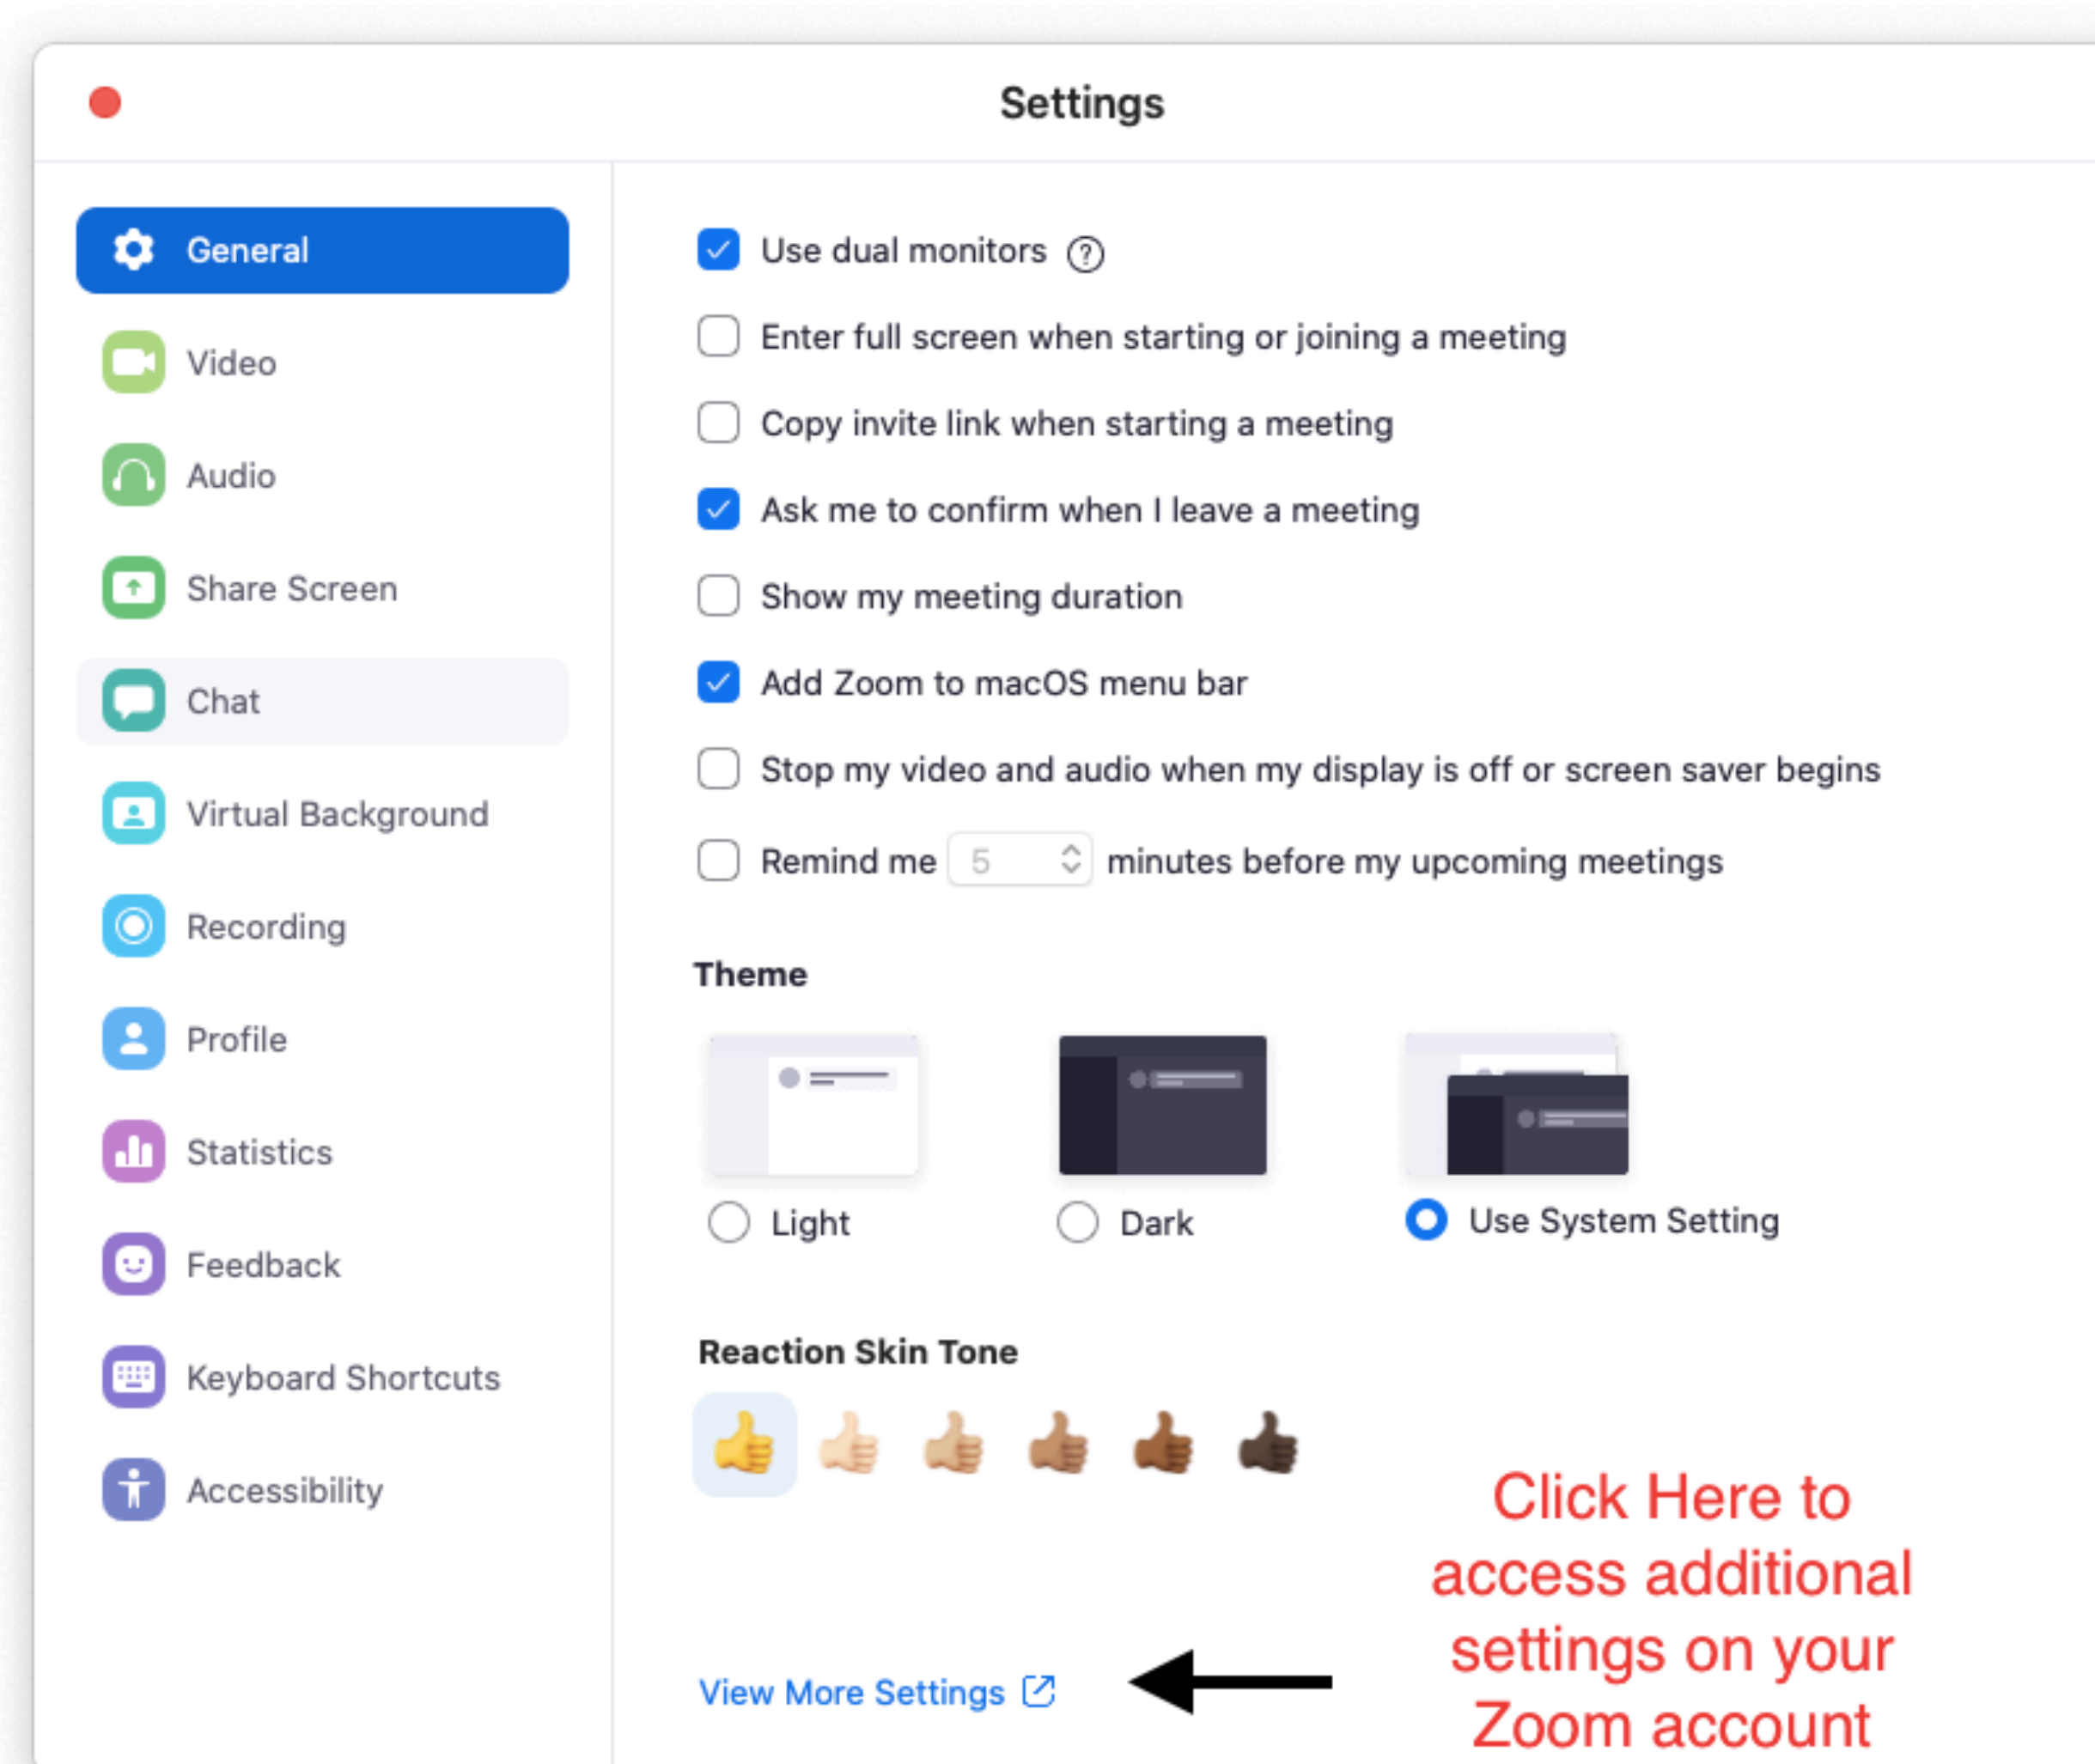 Settings
General
Video
Audio
Share Screen
Chat
Virtual Background
Recording
Profile
Statistics
Feedback
Keyboard Shortcuts
Accessibility
Use dual monitors ?
Enter full screen when starting or joining a meeting
Copy invite link when starting a meeting
Ask me to confirm when I leave a meeting
Show my meeting duration
Add Zoom to macOS menu bar
Stop my video and audio when my display is off or screen saver begins
Remind me 5 minutes before my upcoming meetings
Theme
Light Dark Use System Setting
Reaction Skin Tone
View More Settings
Click Here to
access additional
settings on your
Zoom account